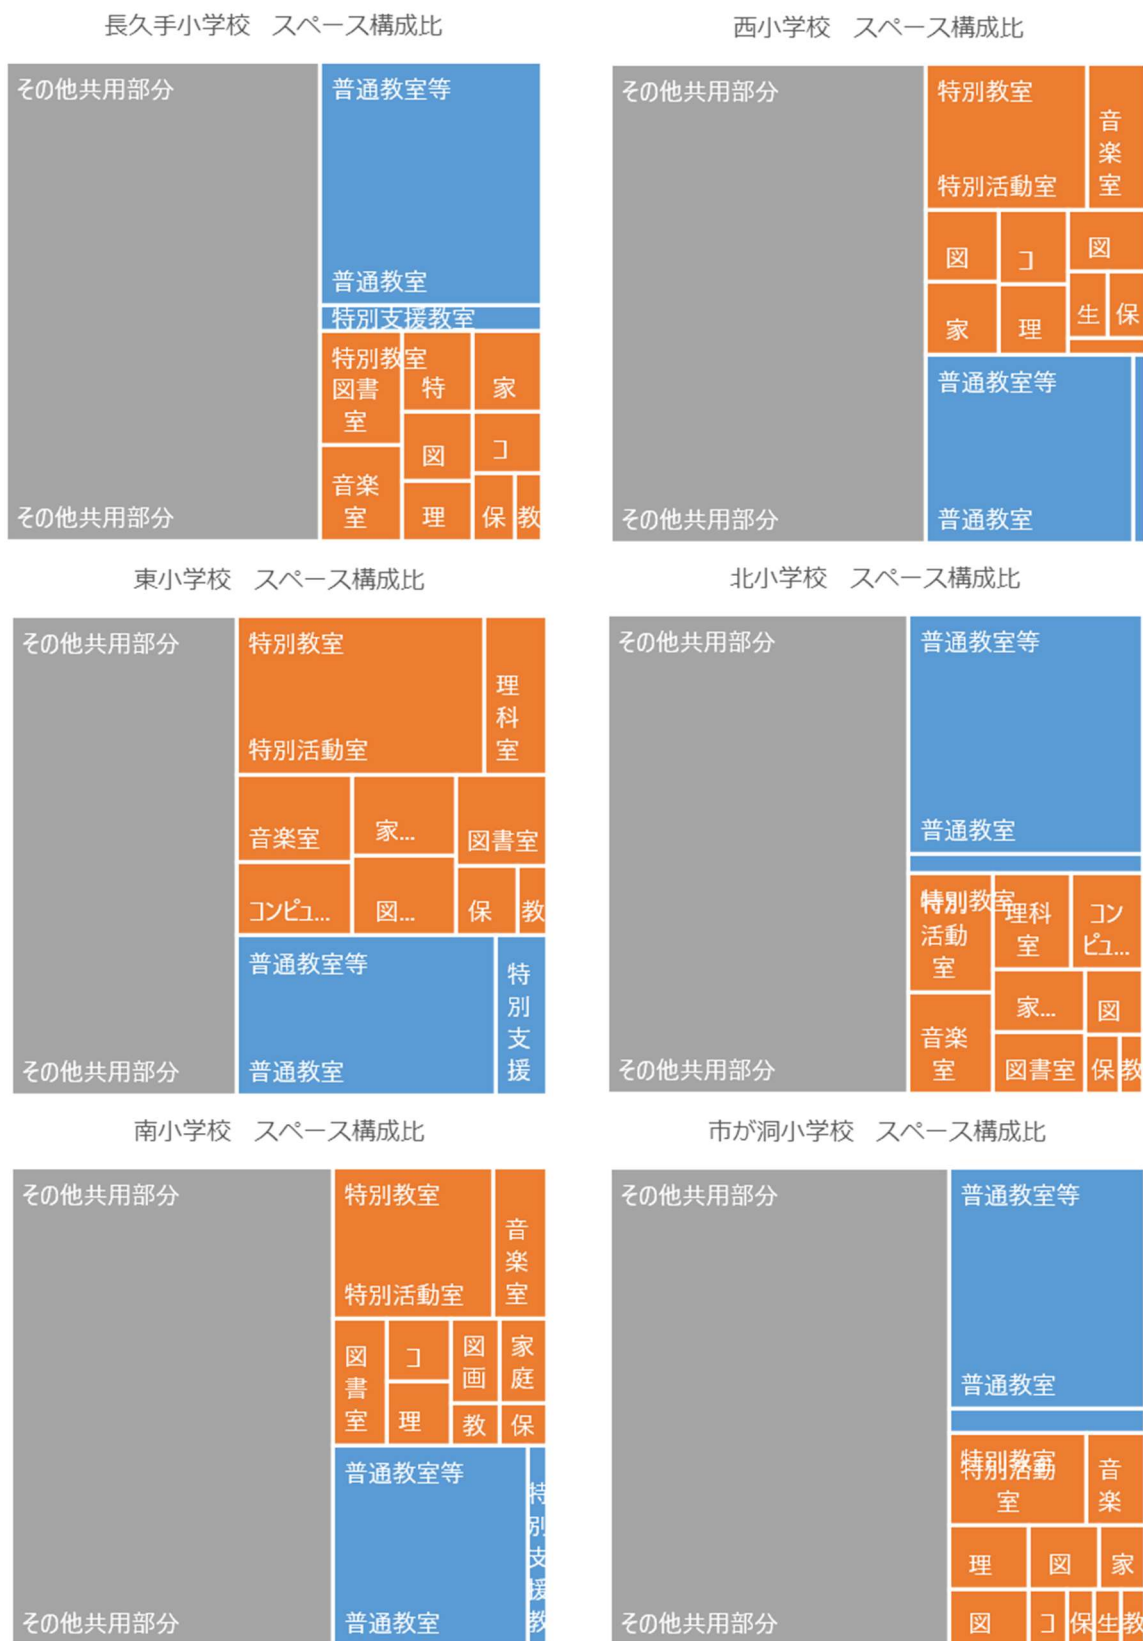 長久手小学校　スペース構成比
その他共用部分
普通教室等
普通教室
特別支援教室
特別教室
図書
室
特
家
図
コ
音楽
室
理
保
教
その他共用部分
西小学校　スペース構成比
その他共用部分
特別教室
特別活動室
音
楽
室
図
コ
図
家
理
生
保
普通教室等
その他共用部分
普通教室
東小学校　スペース構成比
その他共用部分
特別教室
特別活動室
理
科
室
音楽室
家...
図書室
コンピュ...
図...
保
教
普通教室等
特
別
支
援
その他共用部分
普通教室
北小学校　スペース構成比
その他共用部分
普通教室等
普通教室
特別教室
特別
活動
室
理科
室
コン
ピュ...
家...
図
音楽
室
図書室
保
教
その他共用部分
南小学校　スペース構成比
その他共用部分
特別教室
特別活動室
音
楽
室
図
書
室
コ
図
画
家
庭
理
教
保
普通教室等
特
別
支
援
教
その他共用部分
普通教室
市が洞小学校　スペース構成比
その他共用部分
普通教室等
普通教室
特別教室
特別活動
室
音
楽
理
図
家
図
コ
保
生
教
その他共用部分